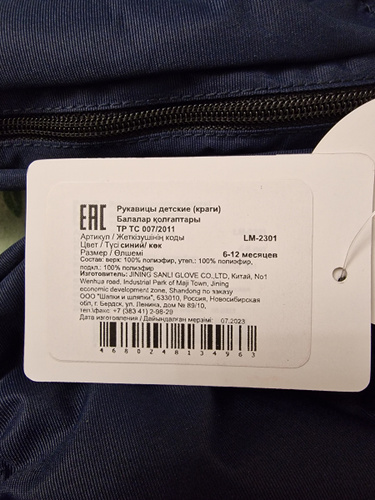 EAC
Рукавицы детские (краги)
Балалар қолғаптары
ТР ТС 007/2011
Артикул / Жеткізушінің коды LM-2301
Цвет / Түсі синий/ көк
Размер / Өлшемі 6-12 месяцев
Состав: верх: 100% полиэфир, утеп.: 100% полиэфир,
подкл.: 100% полиэфир
Изготовитель: JINING SANLI GLOVE CO.,LTD, Китай, No1
Wenhua road, Industrial Park of Maji Town, Jining
economic development zone, Shandong по заказу
ООО "Шапки и шляпки", 633010, Россия, Новосибирская
обл, г. Бердск, ул. Ленина, дом № 89/10,
тел./факс: +7 (383 41) 2-98-29
Дата изготовления / Дайындалған мерзімі: 07.2023
4680248134963